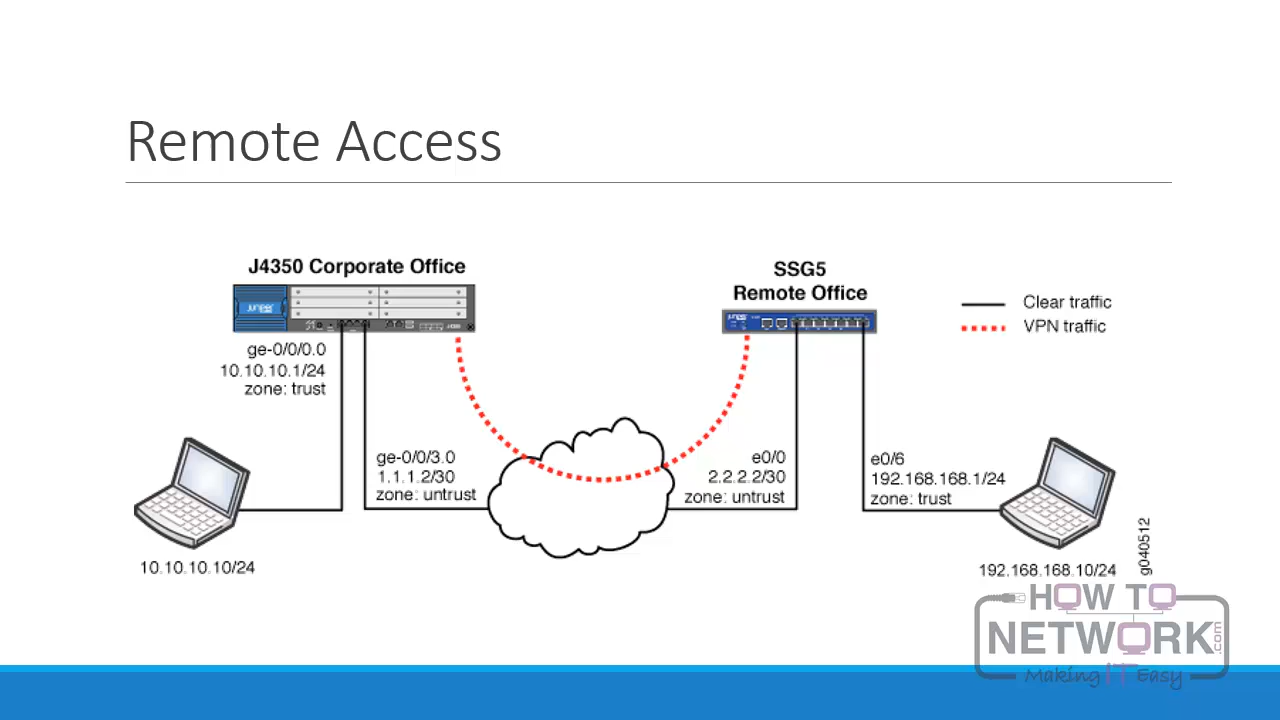 Remote Access
J4350 Corporate Office
SSG5
Remote Office
Clear traffic
VPN traffic
JUNIPEr
J4350
ge-0/0/0.0
10.10.10.1/24
zone: trust
ge-0/0/3.0
1.1.1.2/30
zone: untrust
e0/0
2.2.2.2/30
zone: untrust
e0/6
192.168.168.1/24
zone: trust
10.10.10.10/24
192.168.168.10/24
g040512
HOW TO
NETWORK.com
Making IT Easy